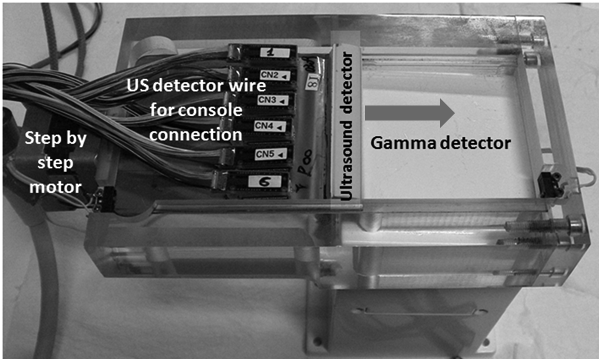 1
CN2
US detector wire
for console
connection
CN3
CN4
CN5
6
Step by
step
motor
Ultrasound detector
Gamma detector